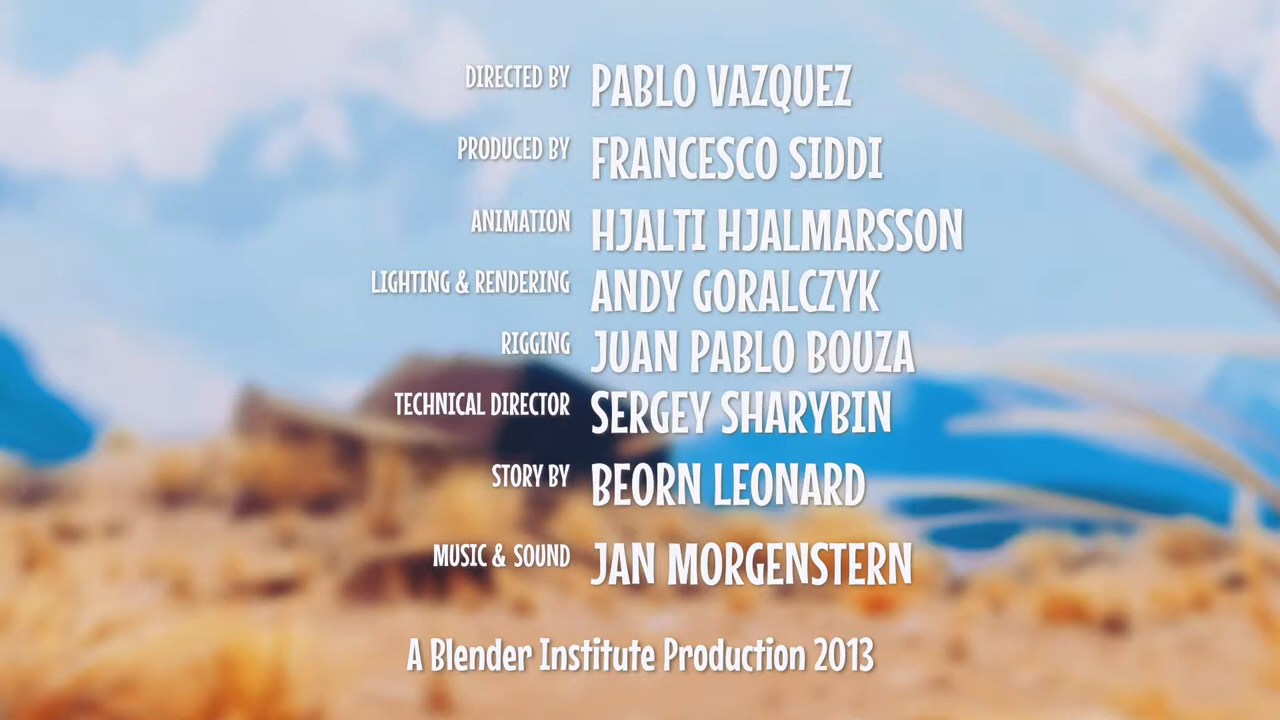 DIRECTED BY PABLO VAZQUEZ
PRODUCED BY FRANCESCO SIDDI
ANIMATION HJALTI HJALMARSSON
LIGHTING & RENDERING ANDY GORALCZYK
RIGGING JUAN PABLO BOUZA
TECHNICAL DIRECTOR SERGEY SHARYBIN
STORY BY BEORN LEONARD
MUSIC & SOUND JAN MORGENSTERN
A Blender Institute Production 2013